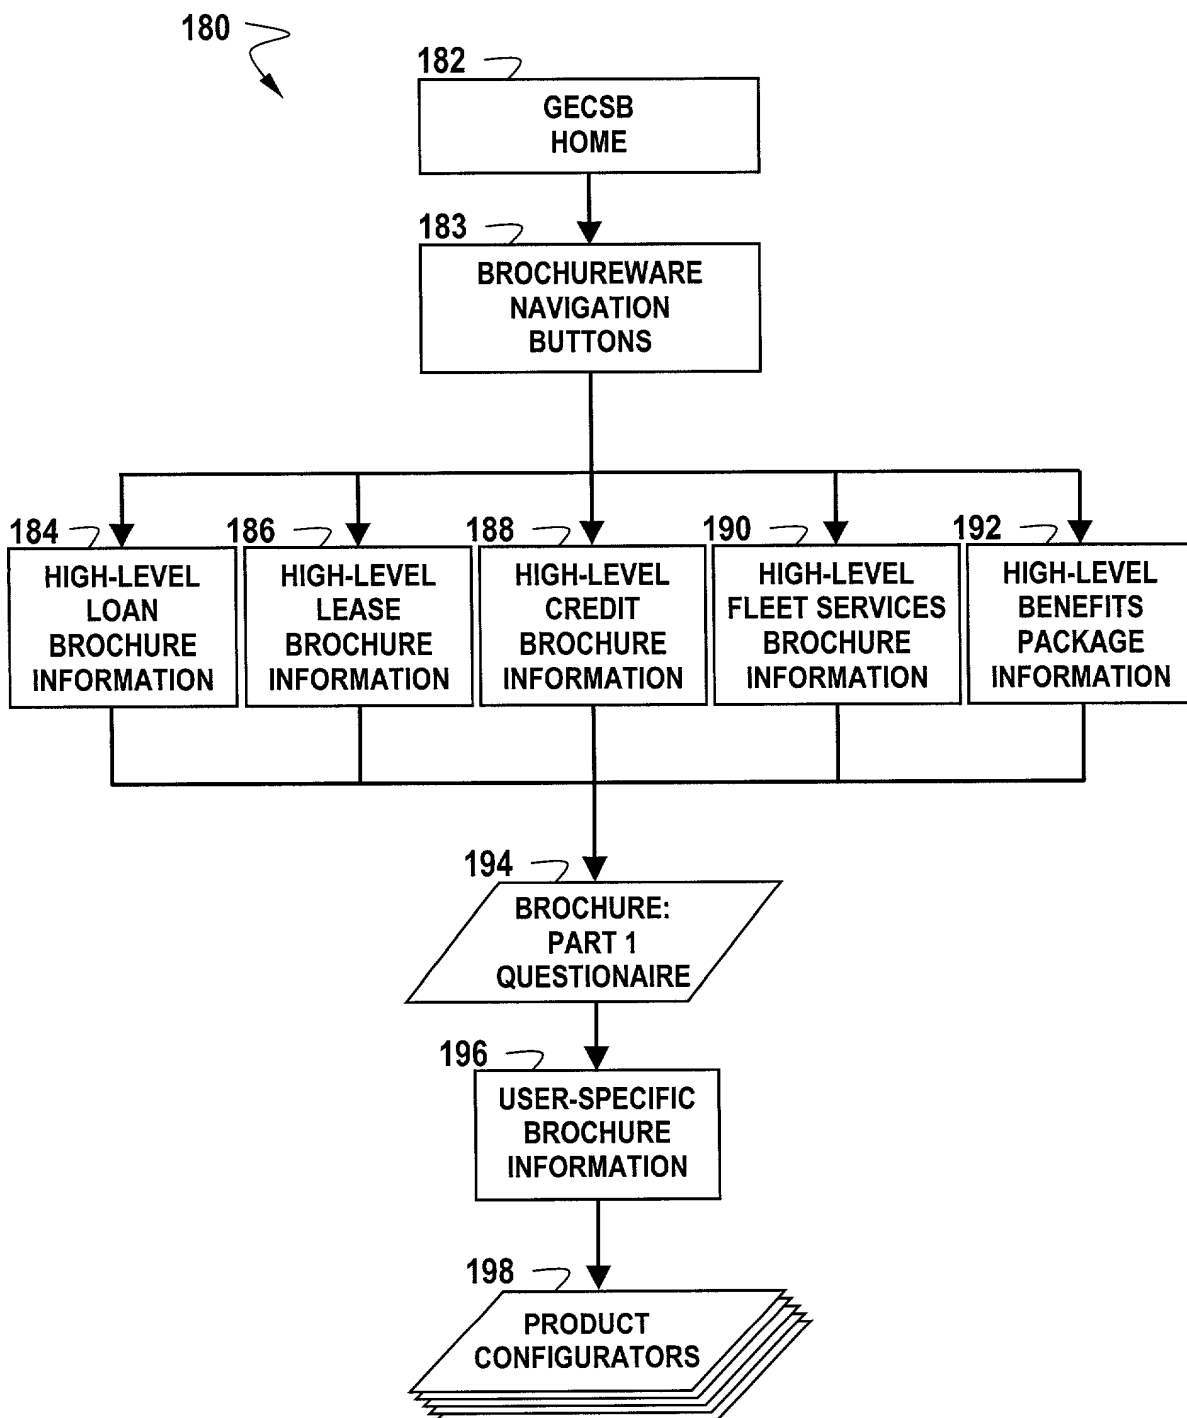 180
182
GECSB
HOME
183
BROCHUREWARE
NAVIGATION
BUTTONS
184
HIGH-LEVEL
LOAN
BROCHURE
INFORMATION
186
HIGH-LEVEL
LEASE
BROCHURE
INFORMATION
188
HIGH-LEVEL
CREDIT
BROCHURE
INFORMATION
190
HIGH-LEVEL
FLEET SERVICES
BROCHURE
INFORMATION
192
HIGH-LEVEL
BENEFITS
PACKAGE
INFORMATION
194
BROCHURE:
PART 1
QUESTIONAIRE
196
USER-SPECIFIC
BROCHURE
INFORMATION
198
PRODUCT
CONFIGURATORS